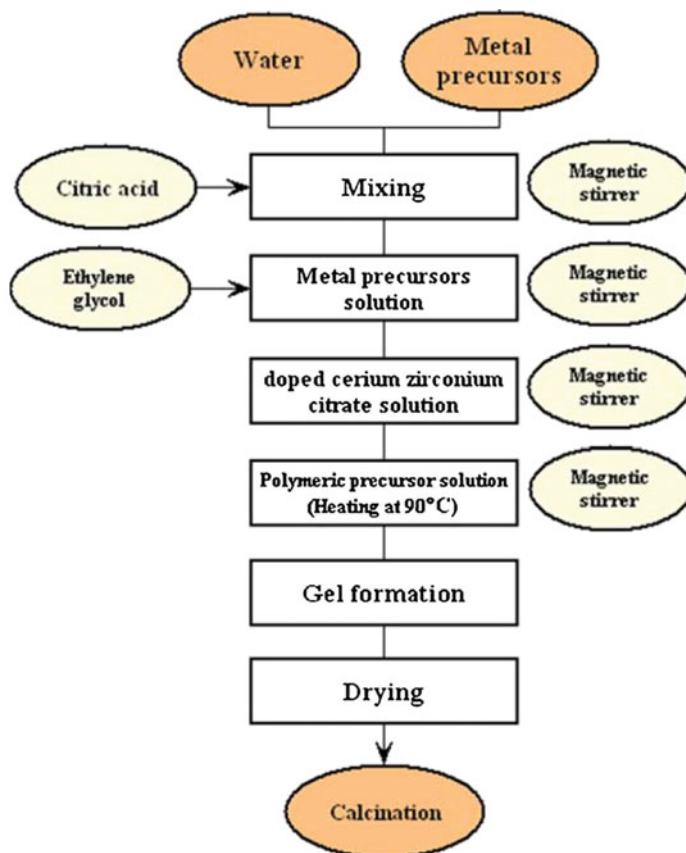 Water
Metal
precursors
Citric acid
Mixing
Magnetic
stirrer
Ethylene
glycol
Metal precursors
solution
Magnetic
stirrer
doped cerium zirconium
citrate solution
Magnetic
stirrer
Polymeric precursor solution
(Heating at 90°C)
Magnetic
stirrer
Gel formation
Drying
Calcination